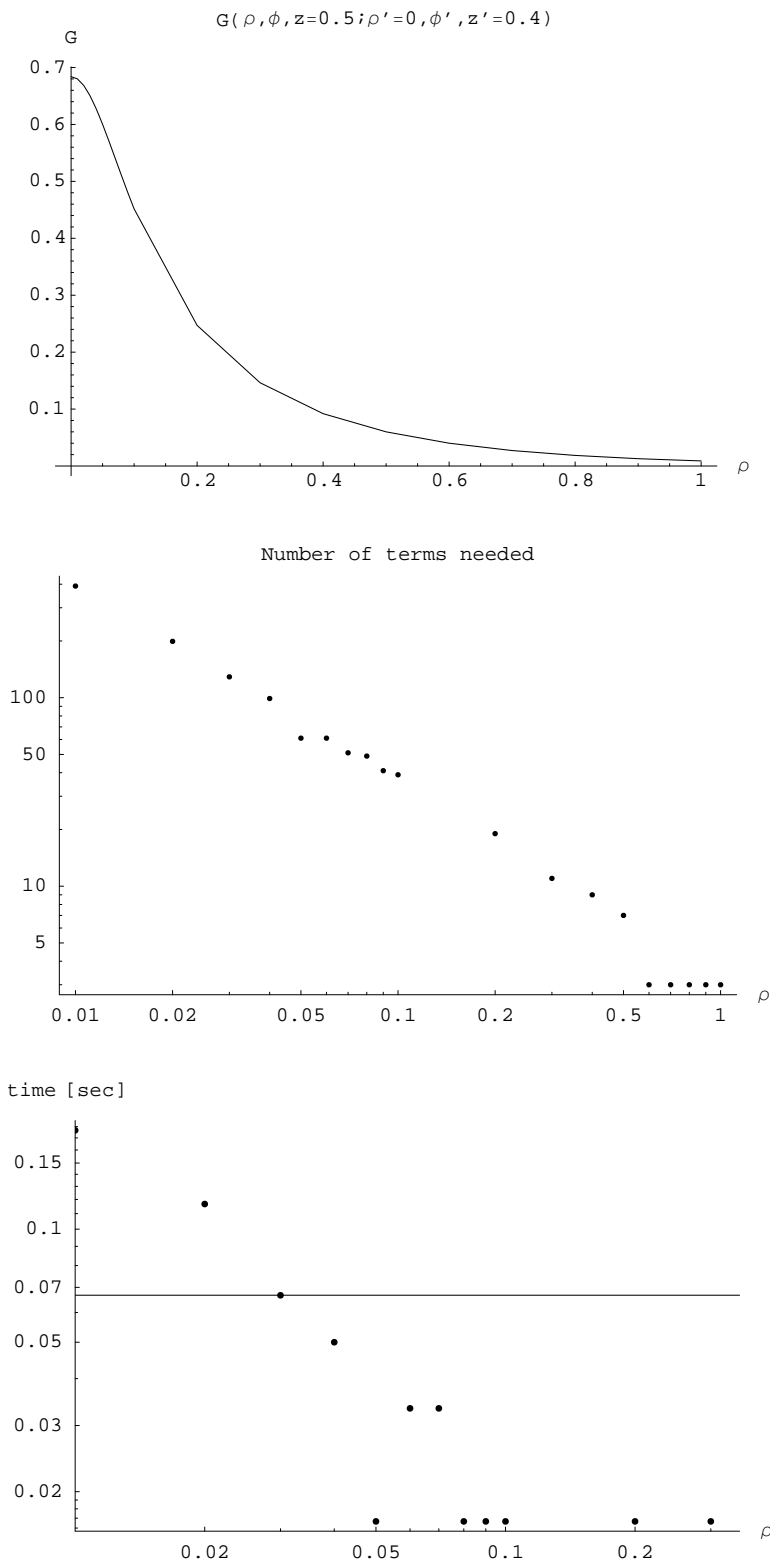 G(ρ,ϕ,z=0.5;ρ′=0,ϕ′,z′=0.4)
G
0.7
0.6
0.5
0.4
0.3
0.2
0.1
0.2 0.4 0.6 0.8 1 ρ
Number of terms needed
100
50
10
5
0.01 0.02 0.05 0.1 0.2 0.5 1 ρ
time [sec]
0.15
0.1
0.07
0.05
0.03
0.02
0.02 0.05 0.1 0.2 ρ